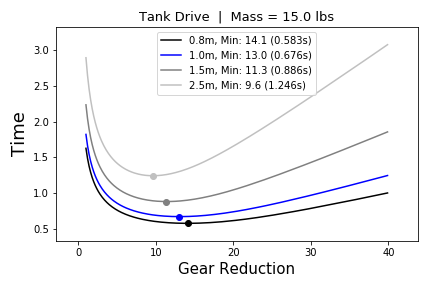 Tank Drive | Mass = 15.0 lbs
0.8m, Min: 14.1 (0.583s)
1.0m, Min: 13.0 (0.676s)
1.5m, Min: 11.3 (0.886s)
2.5m, Min: 9.6 (1.246s)
Time
3.0
2.5
2.0
1.5
1.0
0.5
0 10 20 30 40
Gear Reduction